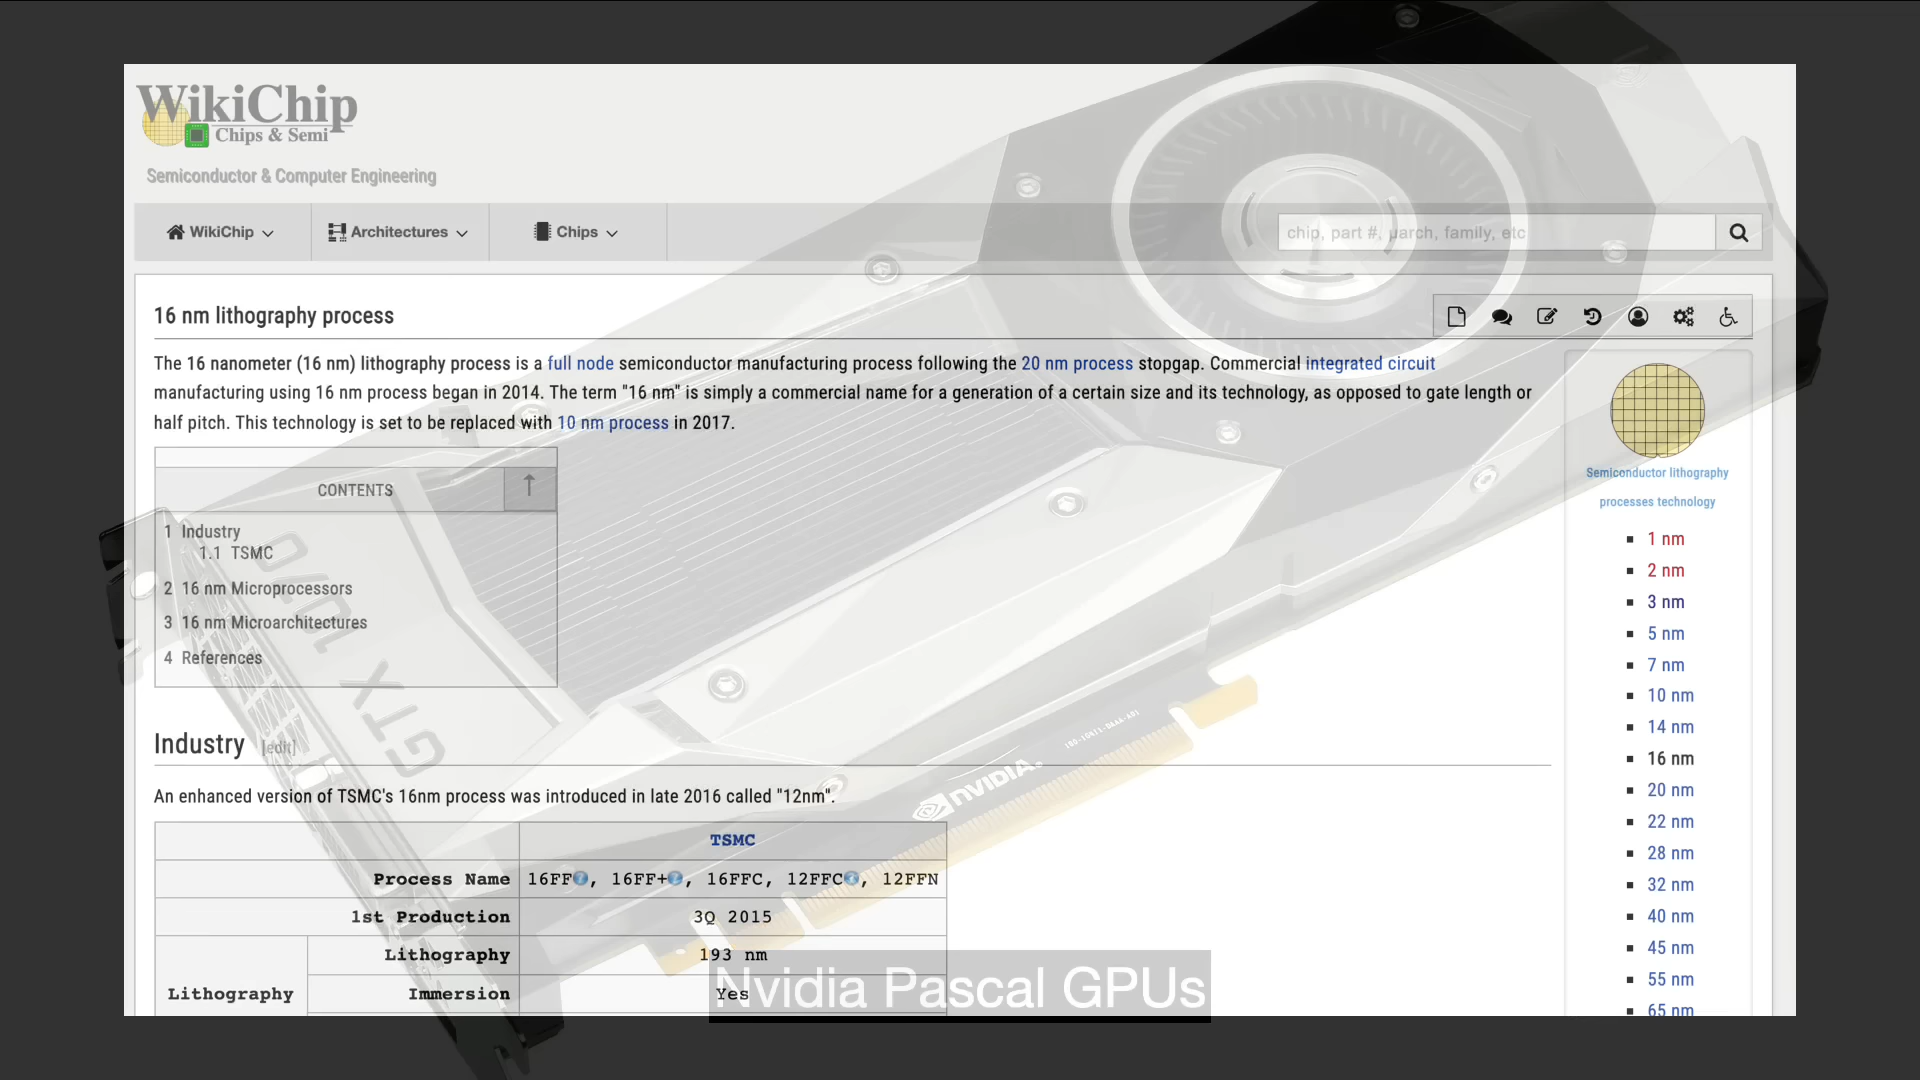 WikiChip
Chips & Semi
Semiconductor & Computer Engineering
WikiChip
Architectures
Chips
chip, part #, µarch, family, etc
16 nm lithography process
The 16 nanometer (16 nm) lithography process is a full node semiconductor manufacturing process following the 20 nm process stopgap. Commercial integrated circuit
manufacturing using 16 nm process began in 2014. The term "16 nm" is simply a commercial name for a generation of a certain size and its technology, as opposed to gate length or
half pitch. This technology is set to be replaced with 10 nm process in 2017.
CONTENTS
↑
1 Industry
1.1 TSMC
2 16 nm Microprocessors
3 16 nm Microarchitectures
4 References
Industry [edit]
An enhanced version of TSMC's 16nm process was introduced in late 2016 called "12nm".
TSMC
Process Name 16FF, 16FF+, 16FFC, 12FFC, 12FFN
1st Production 3Q 2015
Lithography 193 nm
Lithography Immersion Yes
Semiconductor lithography
processes technology
1 nm
2 nm
3 nm
5 nm
7 nm
10 nm
14 nm
16 nm
20 nm
22 nm
28 nm
32 nm
40 nm
45 nm
55 nm
65 nm
GTX 1070
NVIDIA
Nvidia Pascal GPUs